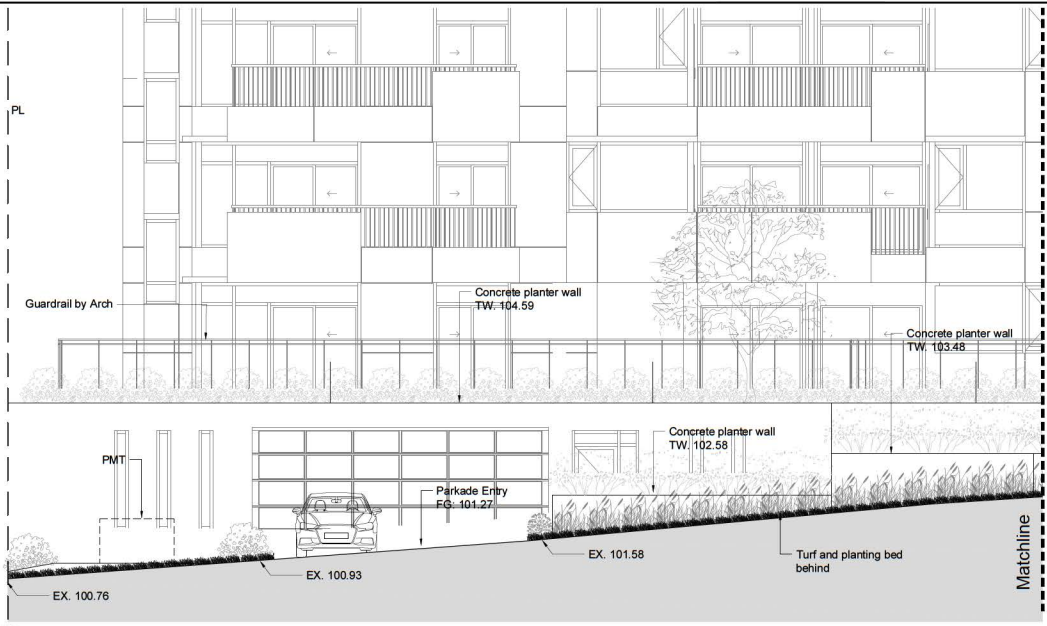 PL
Guardrail by Arch
Concrete planter wall
TW. 104.59
Concrete planter wall
TW. 103.48
Concrete planter wall
TW. 102.58
PMT
Parkade Entry
FG: 101.27
EX. 101.58
Turf and planting bed
behind
EX. 100.93
EX. 100.76
Matchline